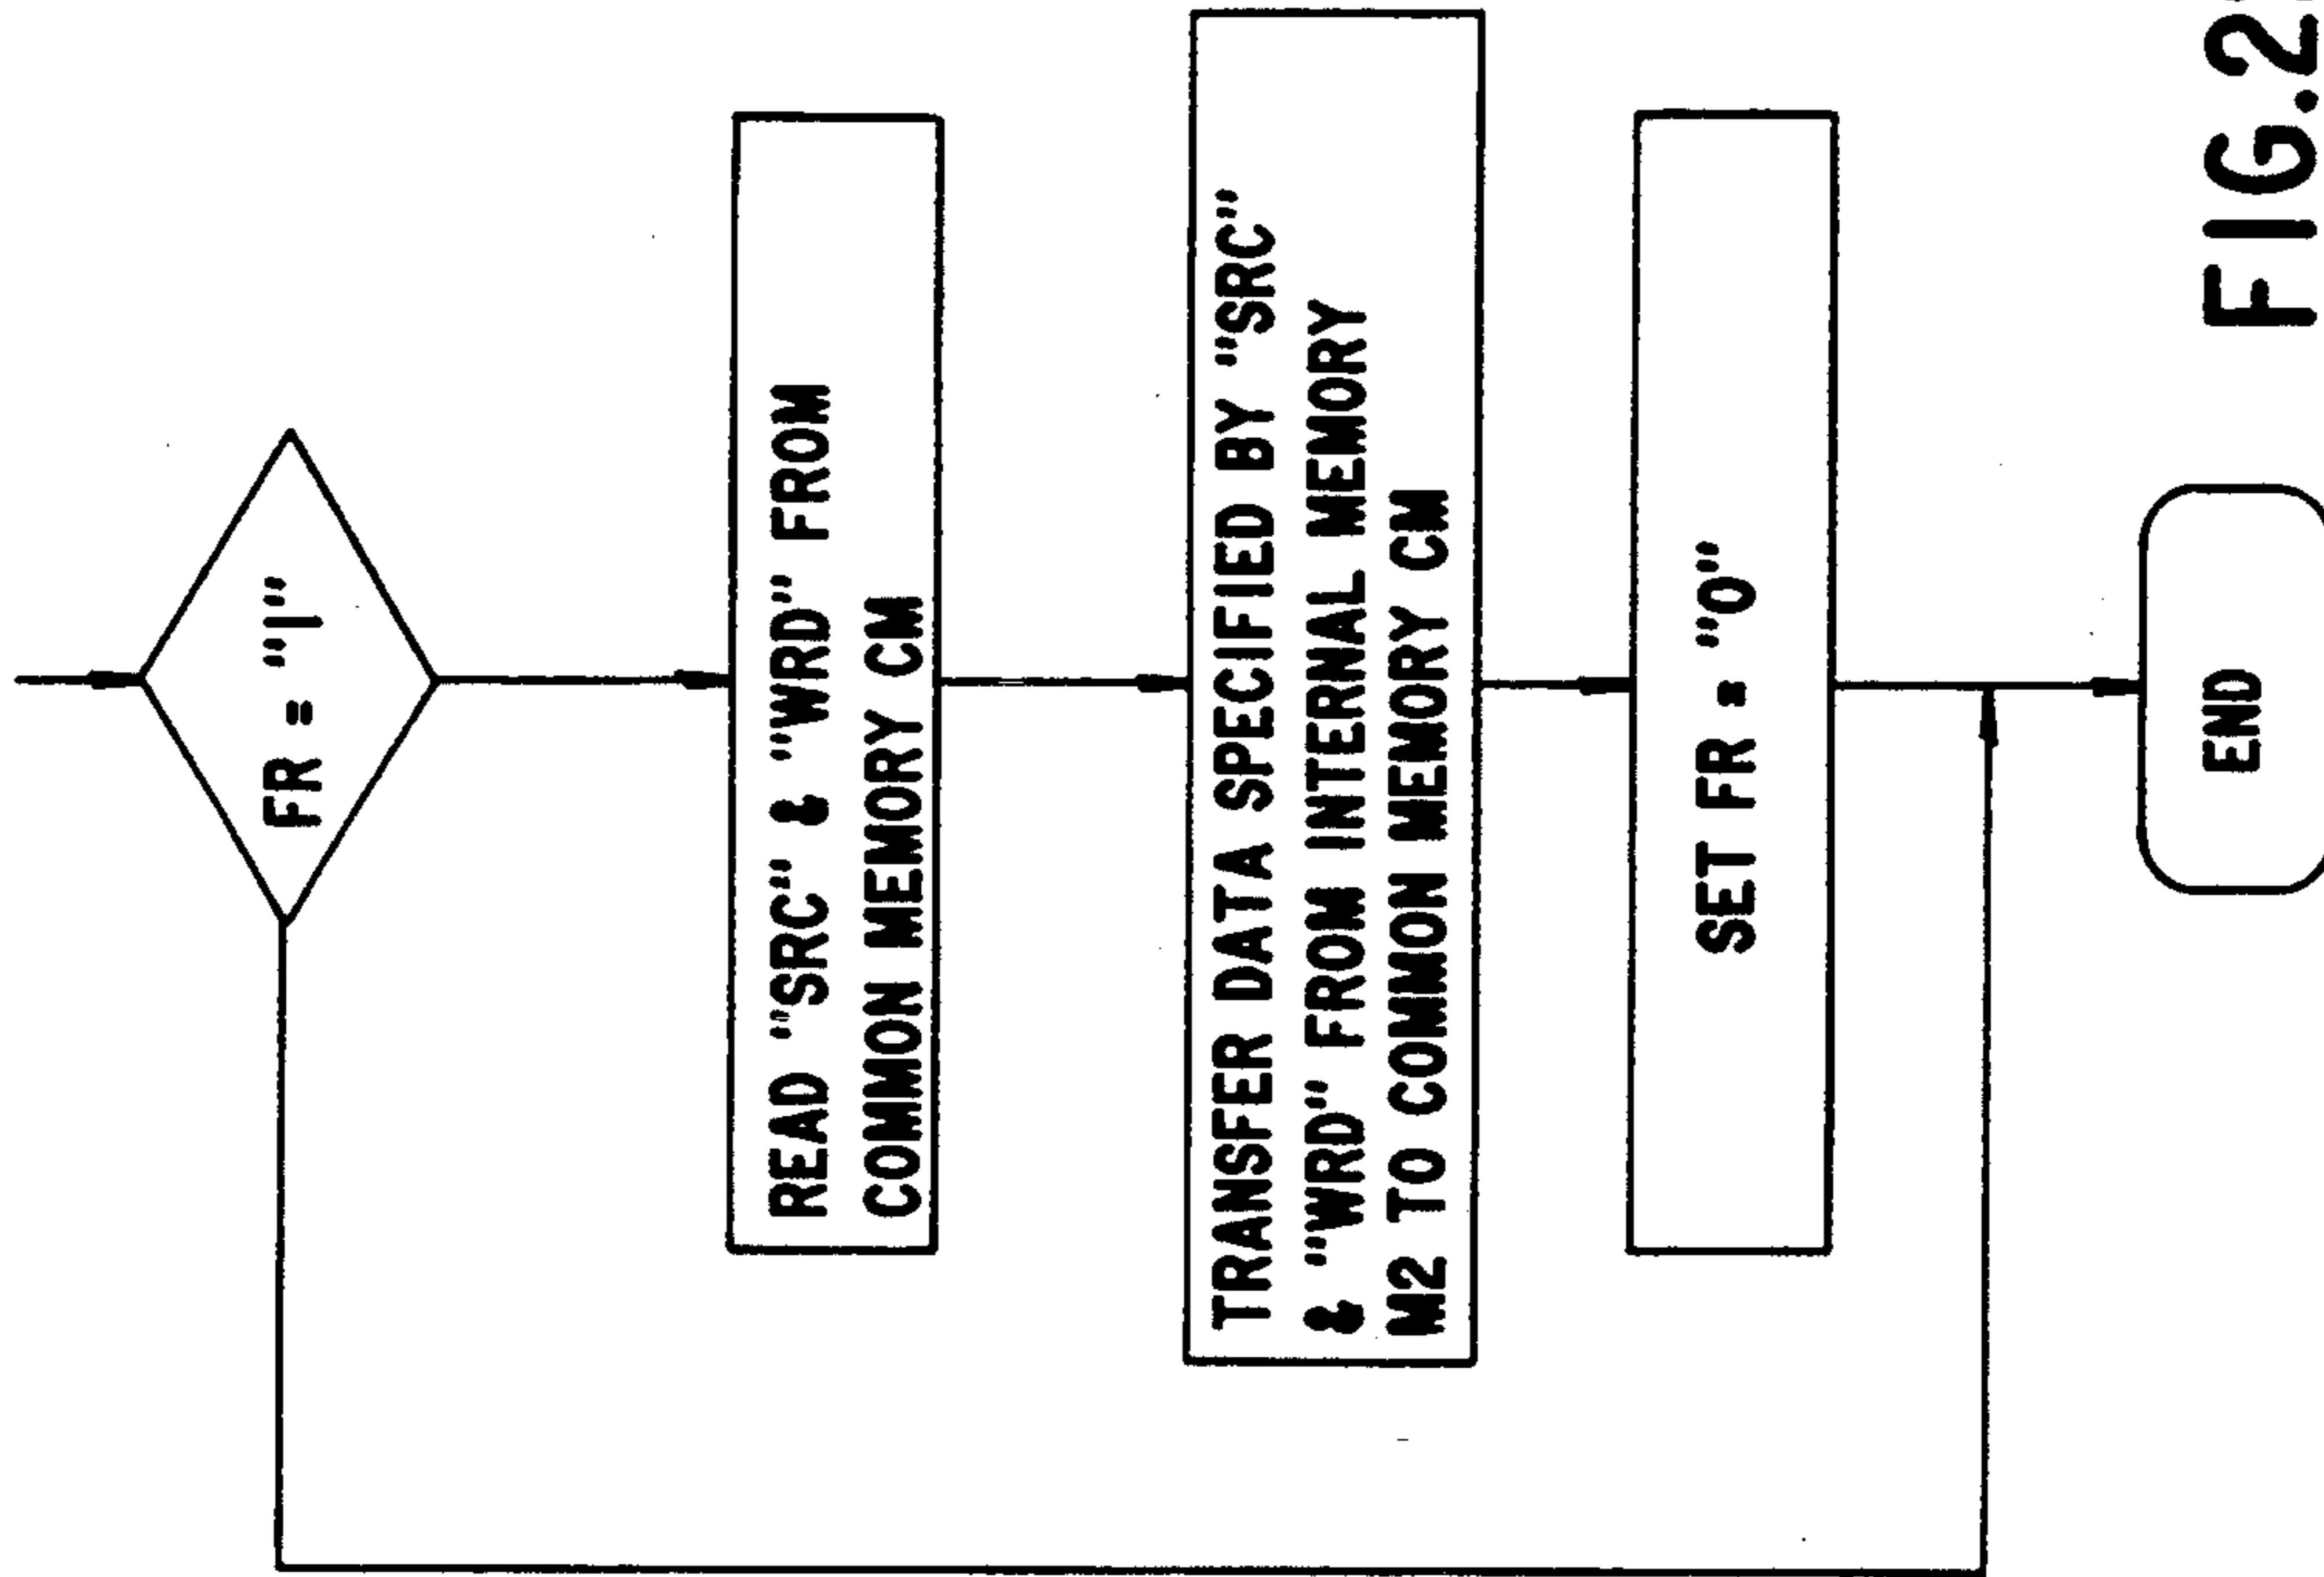 FR = "1"
READ "SRC" & "WRD" FROM
COMMON MEMORY CM
TRANSFER DATA SPECIFIED BY "SRC"
& "WRD" FROM INTERNAL MEMORY
M2 TO COMMON MEMORY CM
SET FR = "0"
END
FIG.2